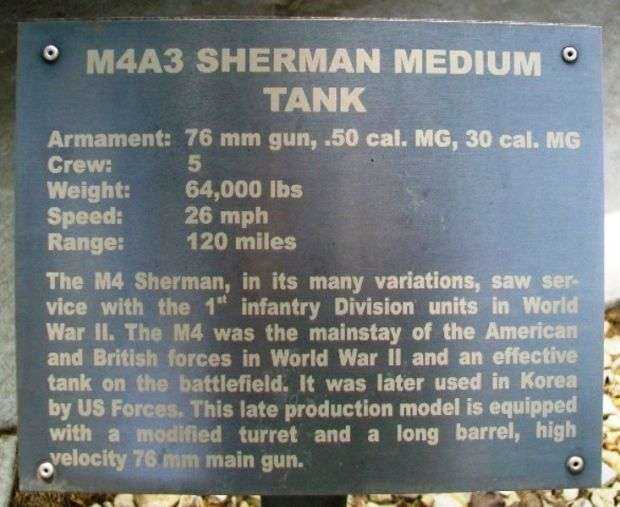 M4A3 SHERMAN MEDIUM
TANK
Armament: 76 mm gun, .50 cal. MG, 30 cal. MG
Crew: 5
Weight: 64,000 lbs
Speed: 26 mph
Range: 120 miles
The M4 Sherman, in its many variations, saw ser-
vice with the 1st infantry Division units in World
War II. The M4 was the mainstay of the American
and British forces in World War II and an effective
tank on the battlefield. It was later used in Korea
by US Forces. This late production model is equipped
with a modified turret and a long barrel, high
velocity 76 mm main gun.